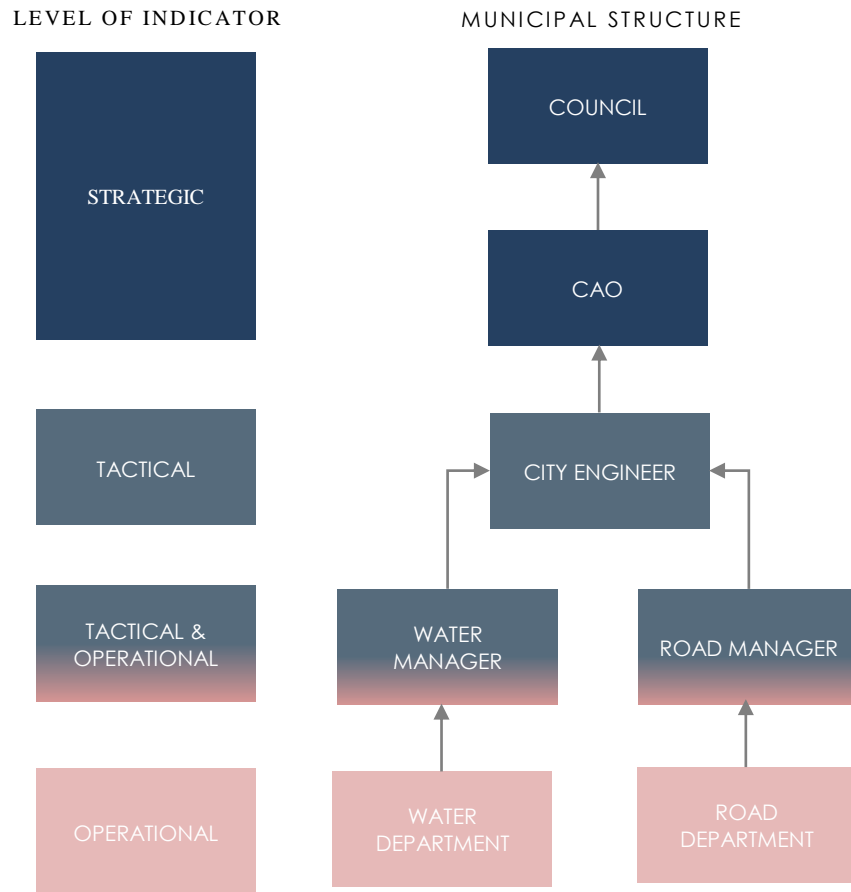 LEVEL OF INDICATOR
MUNICIPAL STRUCTURE
STRATEGIC
COUNCIL
CAO
TACTICAL
CITY ENGINEER
TACTICAL &
OPERATIONAL
WATER
MANAGER
ROAD MANAGER
OPERATIONAL
WATER
DEPARTMENT
ROAD
DEPARTMENT